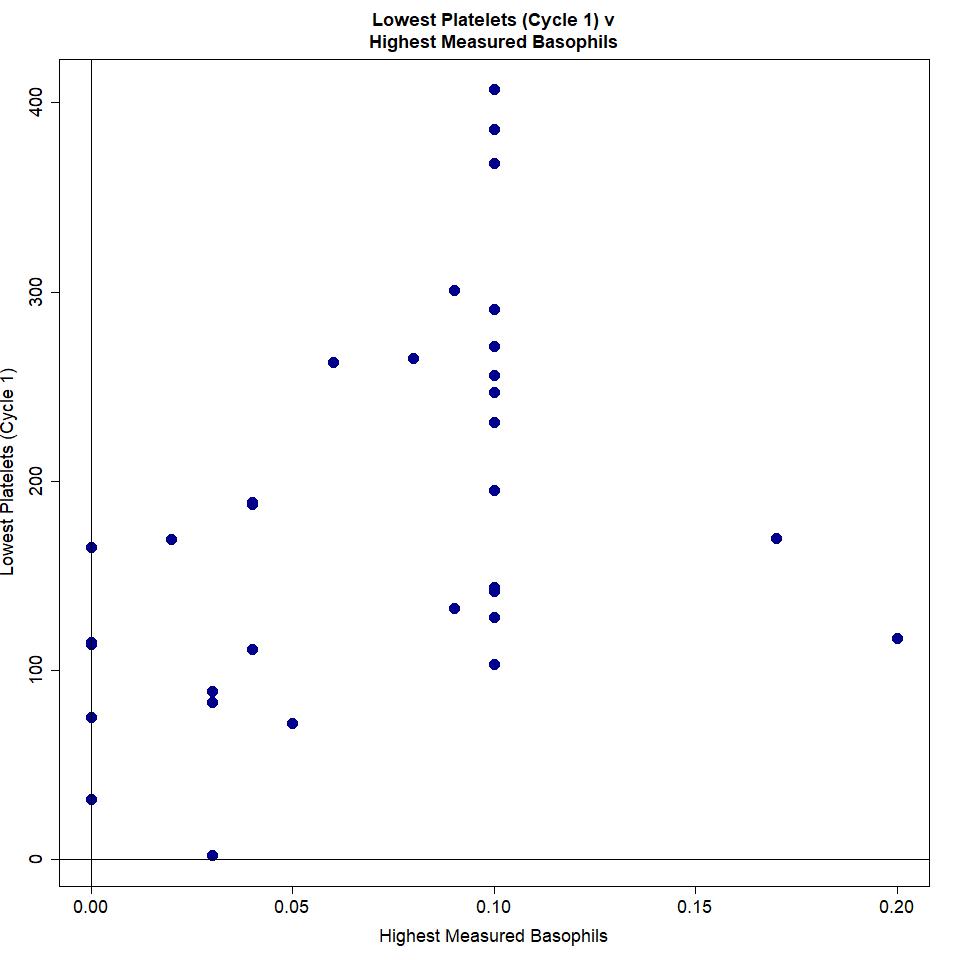 Lowest Platelets (Cycle 1) v
Highest Measured Basophils
400
300
200
100
0
Lowest Platelets (Cycle 1)
0.00 0.05 0.10 0.15 0.20
Highest Measured Basophils